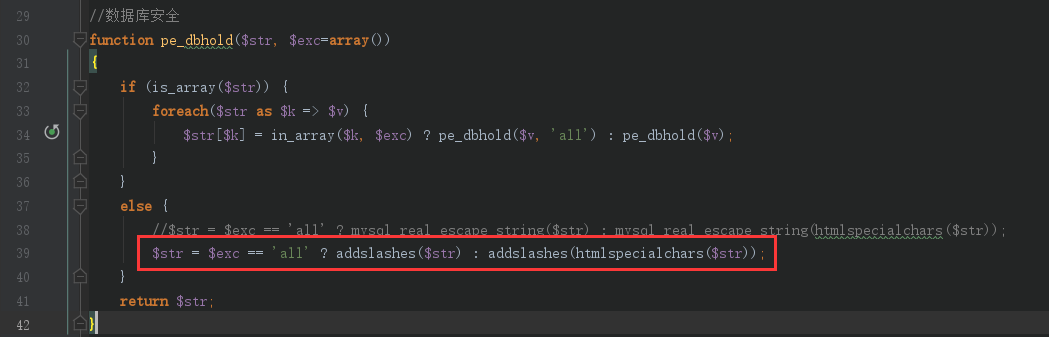 29 //数据库安全
30 function pe_dbhold($str, $exc=array())
31 {
32 if (is_array($str)) {
33 foreach($str as $k => $v) {
34 $str[$k] = in_array($k, $exc) ? pe_dbhold($v, 'all') : pe_dbhold($v);
35 }
36 }
37 else {
38 //$str = $exc == 'all' ? mysql_real_escape_string($str) : mysql_real_escape_string(htmlspecialchars($str));
39 $str = $exc == 'all' ? addslashes($str) : addslashes(htmlspecialchars($str));
40 }
41 return $str;
42 }